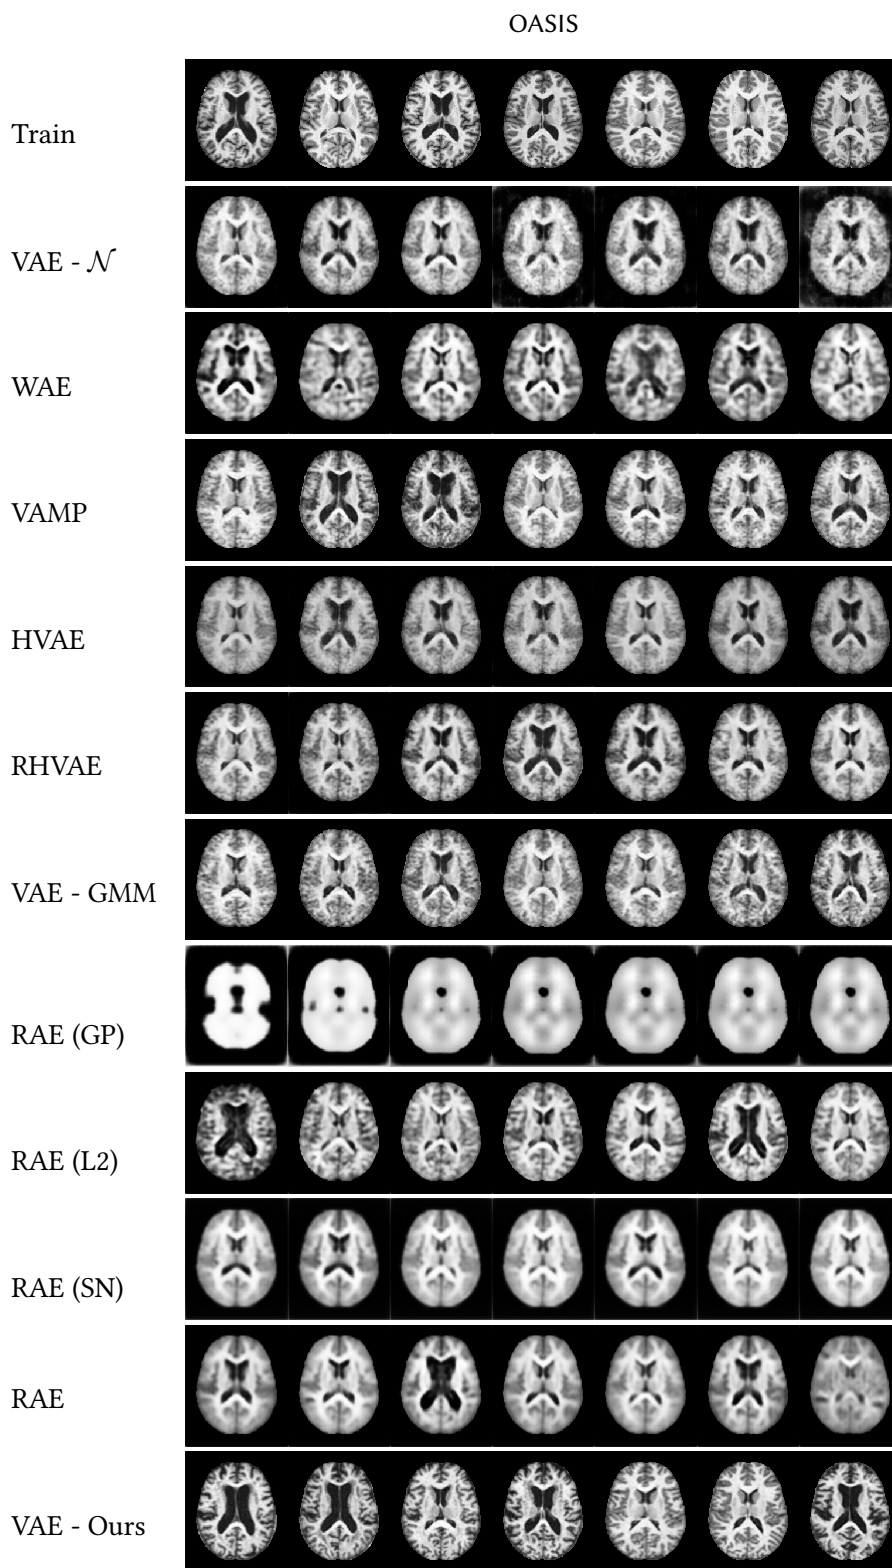 OASIS
Train
VAE - 𝒩
WAE
VAMP
HVAE
RHVAE
VAE - GMM
RAE (GP)
RAE (L2)
RAE (SN)
RAE
VAE - Ours